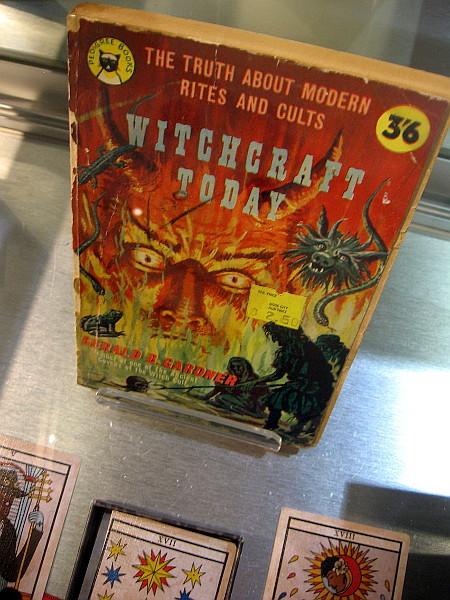 PEDIGREE BOOKS
THE TRUTH ABOUT MODERN
RITES AND CULTS
3'6
WITCHCRAFT
TODAY
GERALD B. GARDNER
V
XVII
XVIII